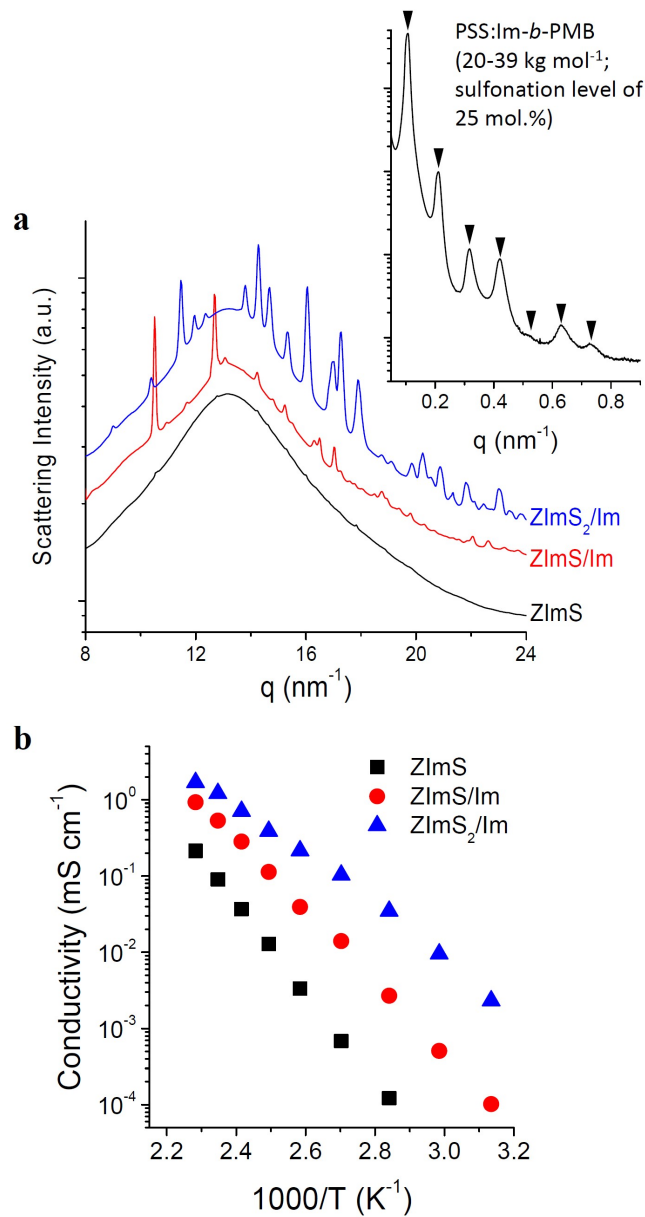 PSS:Im-b-PMB
(20-39 kg mol⁻¹;
sulfonation level of
25 mol.%)
0.2 0.4 0.6 0.8
q (nm⁻¹)
a
Scattering Intensity (a.u.)
ZImS₂/Im
ZImS/Im
ZImS
8 12 16 20 24
q (nm⁻¹)
b
ZImS
ZImS/Im
ZImS₂/Im
Conductivity (mS cm⁻¹)
10⁰
10⁻¹
10⁻²
10⁻³
10⁻⁴
2.2 2.4 2.6 2.8 3.0 3.2
1000/T (K⁻¹)